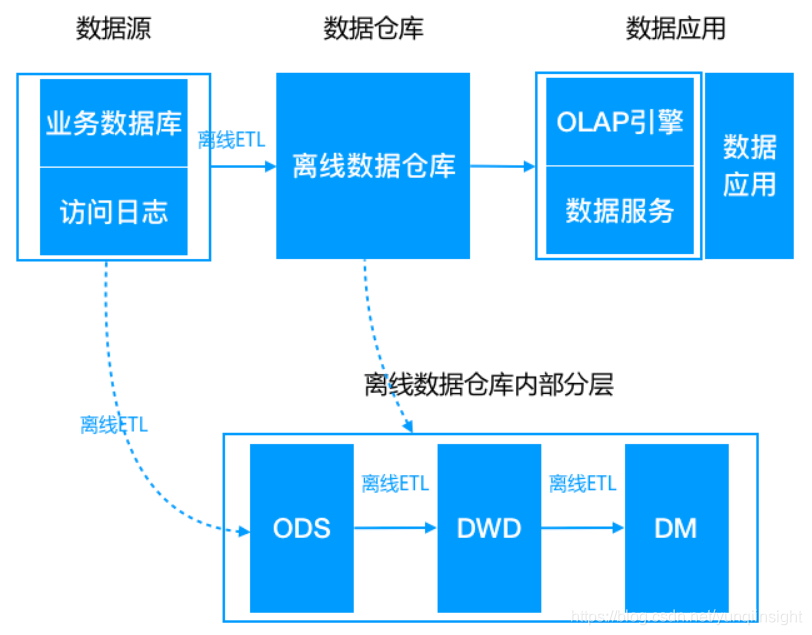 数据源
数据仓库
数据应用
业务数据库
访问日志
离线ETL
离线数据仓库
OLAP引擎
数据服务
数据
应用
离线数据仓库内部分层
离线ETL
ODS
离线ETL
DWD
离线ETL
DM
https://blog.csdn.net/yunqiinsight